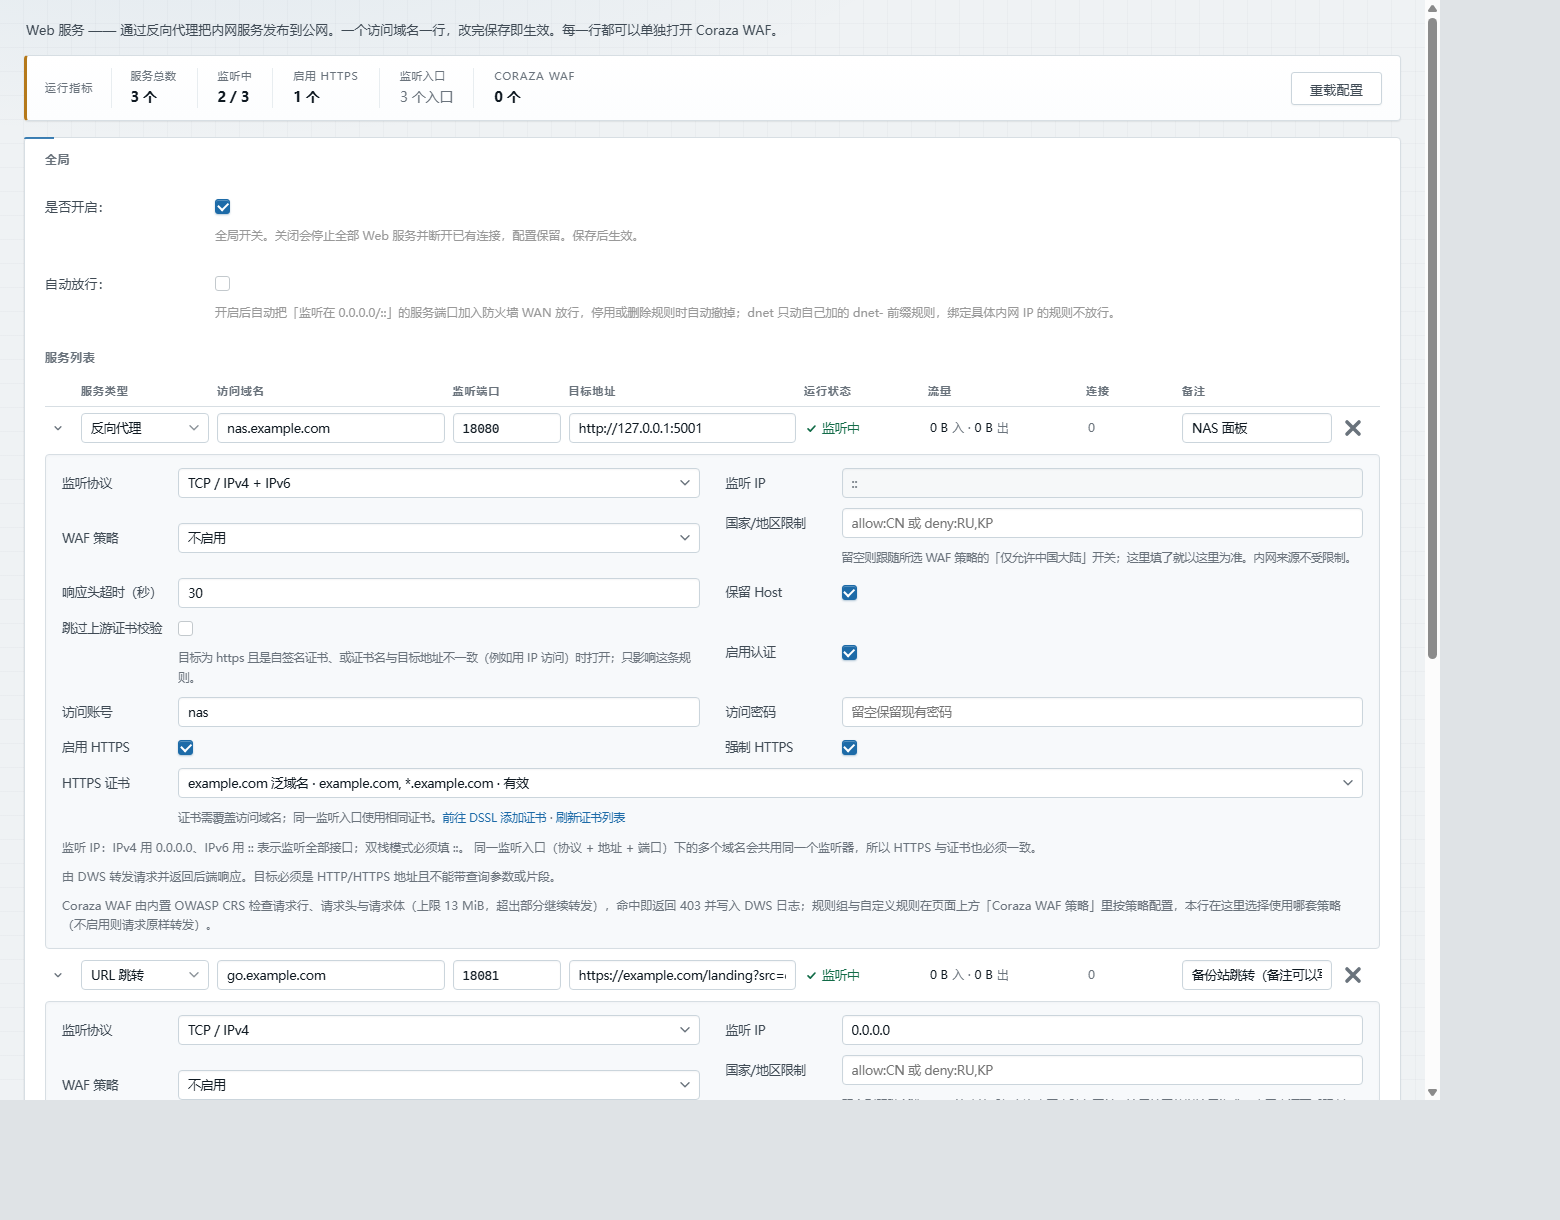 Web 服务 —— 通过反向代理把内网服务发布到公网。一个访问域名一行，改完保存即生效。每一行都可以单独打开 Coraza WAF。
运行指标
服务总数
3 个
监听中
2 / 3
启用 HTTPS
1 个
监听入口
3 个入口
CORAZA WAF
0 个
重载配置
全局
是否开启：
全局开关。关闭会停止全部 Web 服务并断开已有连接，配置保留。保存后生效。
自动放行：
开启后自动把「监听在 0.0.0.0/::」的服务端口加入防火墙 WAN 放行，停用或删除规则时自动撤掉；dnet 只动自己加的 dnet- 前缀规则，绑定具体内网 IP 的规则不放行。
服务列表
服务类型 访问域名 监听端口 目标地址 运行状态 流量 连接 备注
反向代理 nas.example.com 18080 http://127.0.0.1:5001 监听中 0 B 入 · 0 B 出 0 NAS 面板
监听协议 TCP / IPv4 + IPv6
监听 IP ::
WAF 策略 不启用
国家/地区限制 allow:CN 或 deny:RU,KP
留空则跟随所选 WAF 策略的「仅允许中国大陆」开关；这里填了就以这里为准。内网来源不受限制。
响应头超时（秒） 30
保留 Host
跳过上游证书校验
目标为 https 且是自签名证书、或证书名与目标地址不一致（例如用 IP 访问）时打开；只影响这条规
则。
启用认证
访问账号 nas
访问密码 留空保留现有密码
启用 HTTPS
强制 HTTPS
HTTPS 证书 example.com 泛域名 · example.com, *.example.com · 有效
证书需覆盖访问域名；同一监听入口使用相同证书。前往 DSSL 添加证书 · 刷新证书列表
监听 IP：IPv4 用 0.0.0.0、IPv6 用 :: 表示监听全部接口；双栈模式必须填 ::。 同一监听入口（协议 + 地址 + 端口）下的多个域名会共用同一个监听器，所以 HTTPS 与证书也必须一致。
由 DWS 转发请求并返回后端响应。目标必须是 HTTP/HTTPS 地址且不能带查询参数或片段。
Coraza WAF 由内置 OWASP CRS 检查请求行、请求头与请求体（上限 13 MiB，超出部分继续转发），命中即返回 403 并写入 DWS 日志；规则组与自定义规则在页面上方「Coraza WAF 策略」里按策略配置，本行在这里选择使用哪套策略
（不启用则请求原样转发）。
URL 跳转 go.example.com 18081 https://example.com/landing?src= 监听中 0 B 入 · 0 B 出 0 备份站跳转（备注可以写
监听协议 TCP / IPv4
监听 IP 0.0.0.0
WAF 策略 不启用
国家/地区限制 allow:CN 或 deny:RU,KP